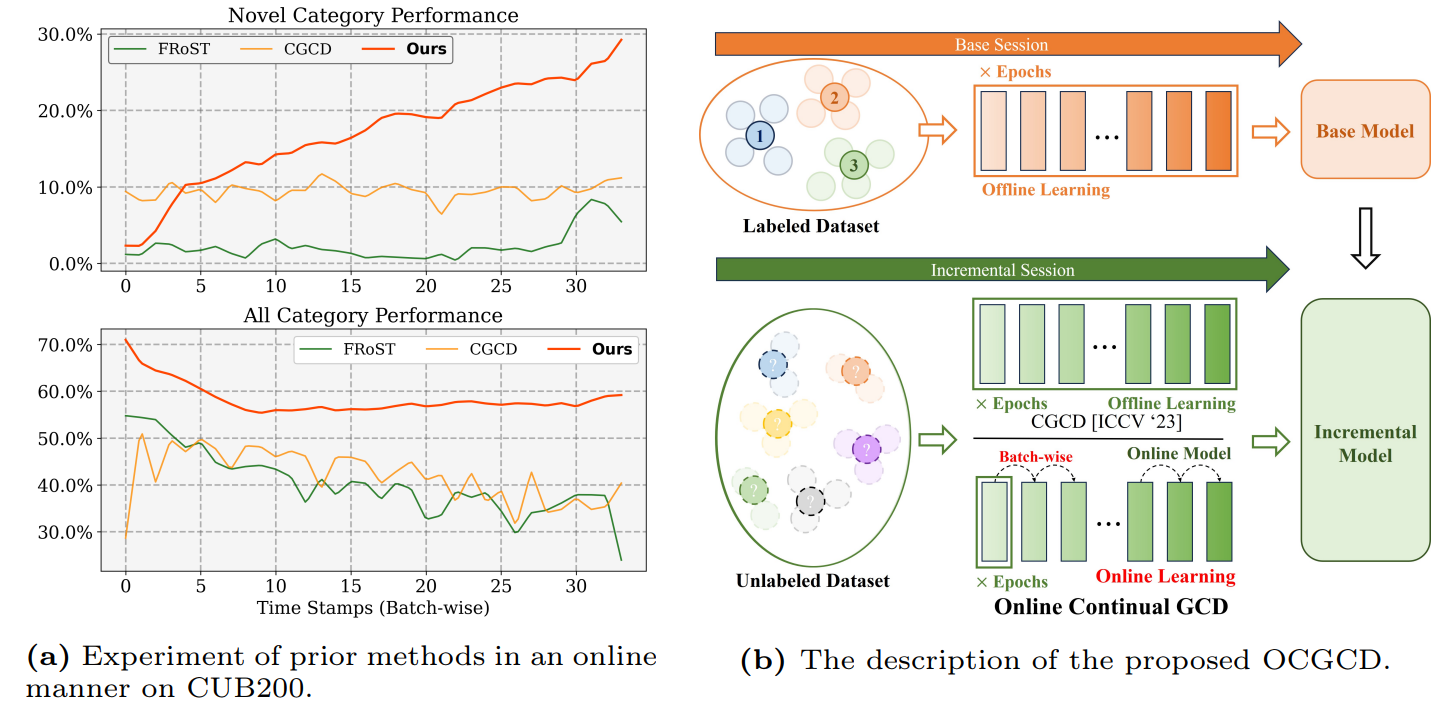 Novel Category Performance
30.0%
20.0%
10.0%
0.0%
FRoST CGCD Ours
0 5 10 15 20 25 30
All Category Performance
70.0%
60.0%
50.0%
40.0%
30.0%
FRoST CGCD Ours
0 5 10 15 20 25 30
Time Stamps (Batch-wise)
(a) Experiment of prior methods in an online
manner on CUB200.
Base Session
1
2
3
Labeled Dataset
× Epochs
...
Offline Learning
Base Model
Incremental Session
?
?
?
?
?
?
Unlabeled Dataset
...
× Epochs Offline Learning
CGCD [ICCV ‘23]
Batch-wise Online Model
...
× Epochs Online Learning
Online Continual GCD
Incremental
Model
(b) The description of the proposed OCGCD.